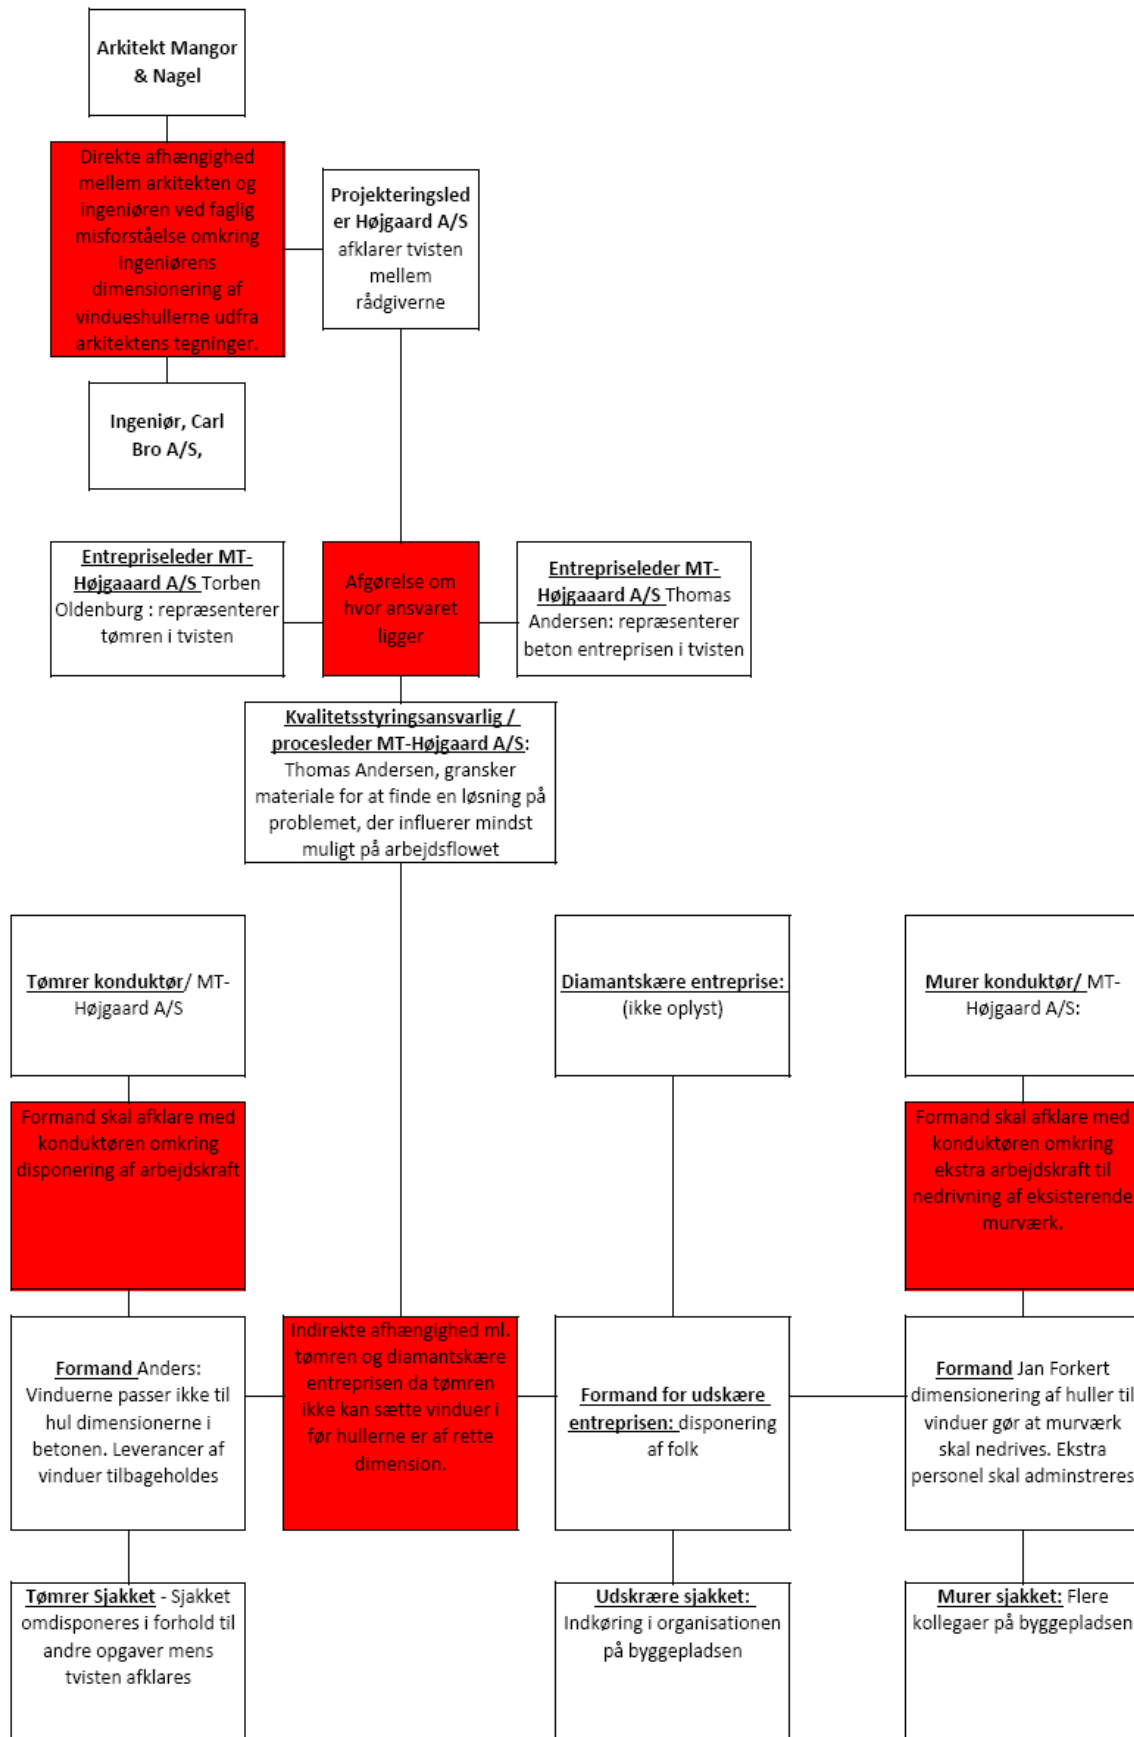 Arkitekt Mangor
& Nagel
Direkte afhængighed
mellem arkitekten og
ingeniøren ved faglig
misforståelse omkring
ingeniørens
dimensionering af
vindueshullerne udfra
arkitektens tegninger.
Projekteringsled
er Højgaard A/S
afklarer tvisten
mellem
rådgiverne
Ingeniør, Carl
Bro A/S,
Entrepriseleder MT-
Højgaaard A/S Torben
Oldenburg : repræsenterer
tømren i tvisten
Afgørelse om
hvor ansvaret
ligger
Entrepriseleder MT-
Højgaaard A/S Thomas
Andersen: repræsenterer
beton entreprisen i tvisten
Kvalitetsstyringsansvarlig /
procesleder MT-Højgaard A/S:
Thomas Andersen, gransker
materiale for at finde en løsning på
problemet, der influerer mindst
muligt på arbejdsflowet
Tømrer konduktør/ MT-
Højgaard A/S
Diamantskære entreprise:
(ikke oplyst)
Murer konduktør/ MT-
Højgaard A/S:
Formand skal afklare med
konduktøren omkring
disponering af arbejdskraft
Formand skal afklare med
konduktøren omkring
ekstra arbejdskraft til
nedrivning af eksisterende
murværk.
Formand Anders:
Vinduerne passer ikke til
hul dimensionerne i
betonen. Leverancer af
vinduer tilbageholdes
Indirekte afhængighed ml.
tømren og diamantskære
entreprisen da tømren
ikke kan sætte vinduer i
før hullerne er af rette
dimension.
Formand for udskære
entreprisen: disponering
af folk
Formand Jan Forkert
dimensionering af huller til
vinduer gør at murværk
skal nedrives. Ekstra
personel skal adminstreres
Tømrer Sjakket - Sjakket
omdisponeres i forhold til
andre opgaver mens
tvisten afklares
Udskrære sjakket:
Indkøring i organisationen
på byggepladsen
Murer sjakket: Flere
kollegaer på byggepladsen